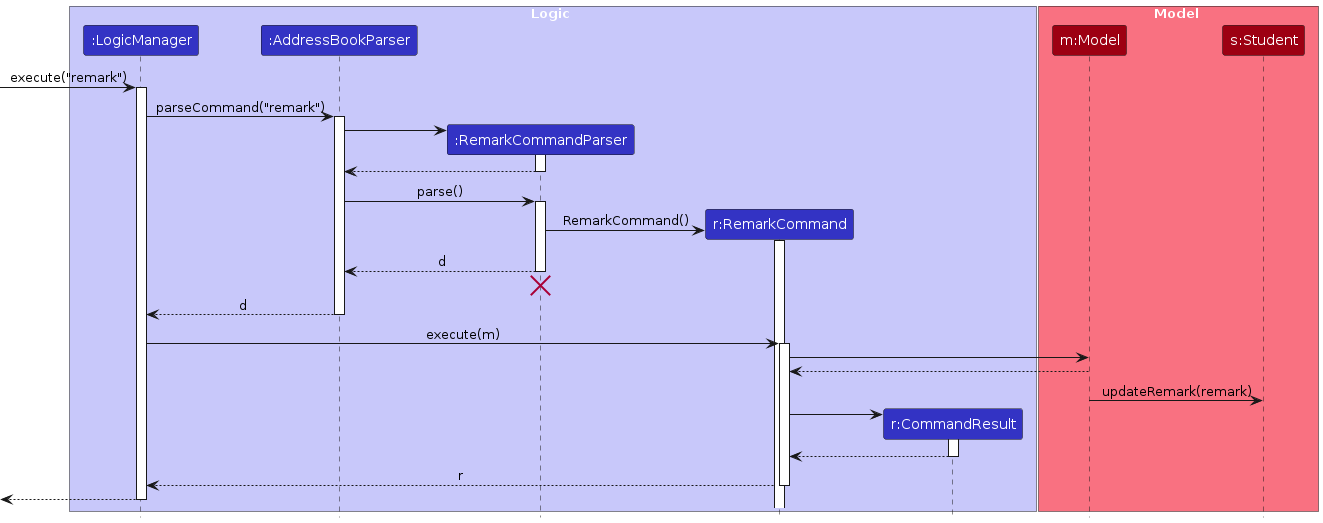 Logic
Model
:LogicManager
:AddressBookParser
m:Model
s:Student
execute("remark")
parseCommand("remark")
:RemarkCommandParser
parse()
RemarkCommand()
r:RemarkCommand
d
d
execute(m)
updateRemark(remark)
r:CommandResult
r